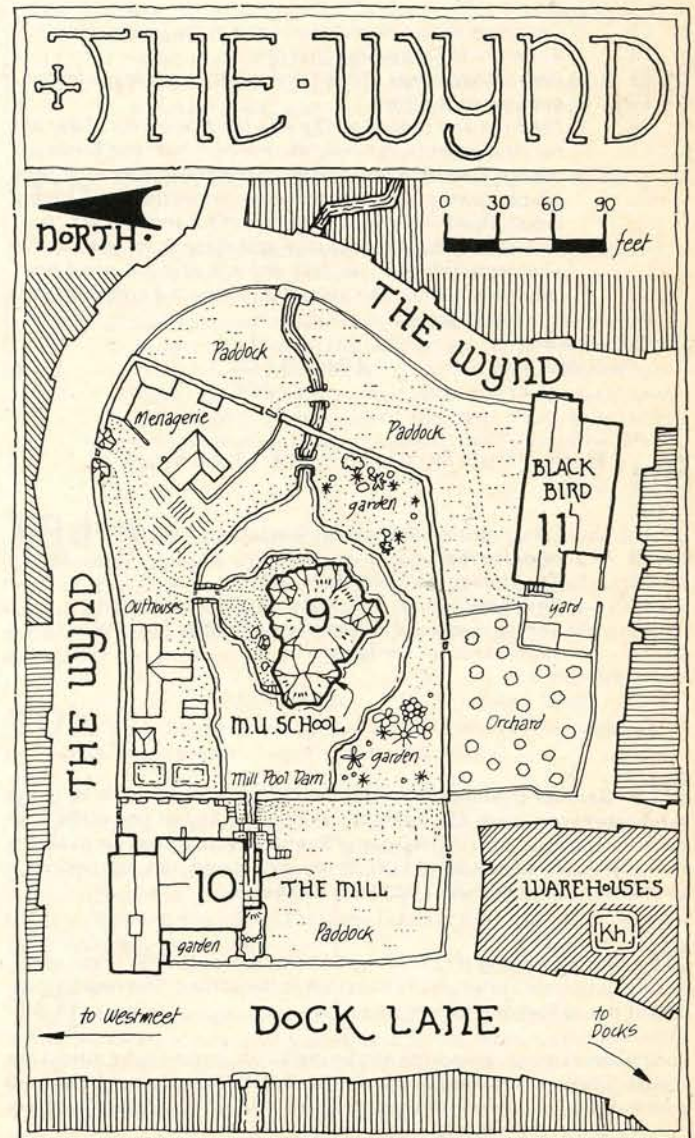 THE · WYND
NORTH.
0 30 60 90
feet
THE WYND
Paddock
Menagerie
Paddock
garden
BLACK
BIRD
11
9
Outhouses
yard
THE WYND
M.U. SCHOOL
Orchard
garden
Mill Pool Dam
10
THE MILL
WAREHOUSES
Kh
Paddock
garden
to Westmeet
DOCK LANE
to
Docks